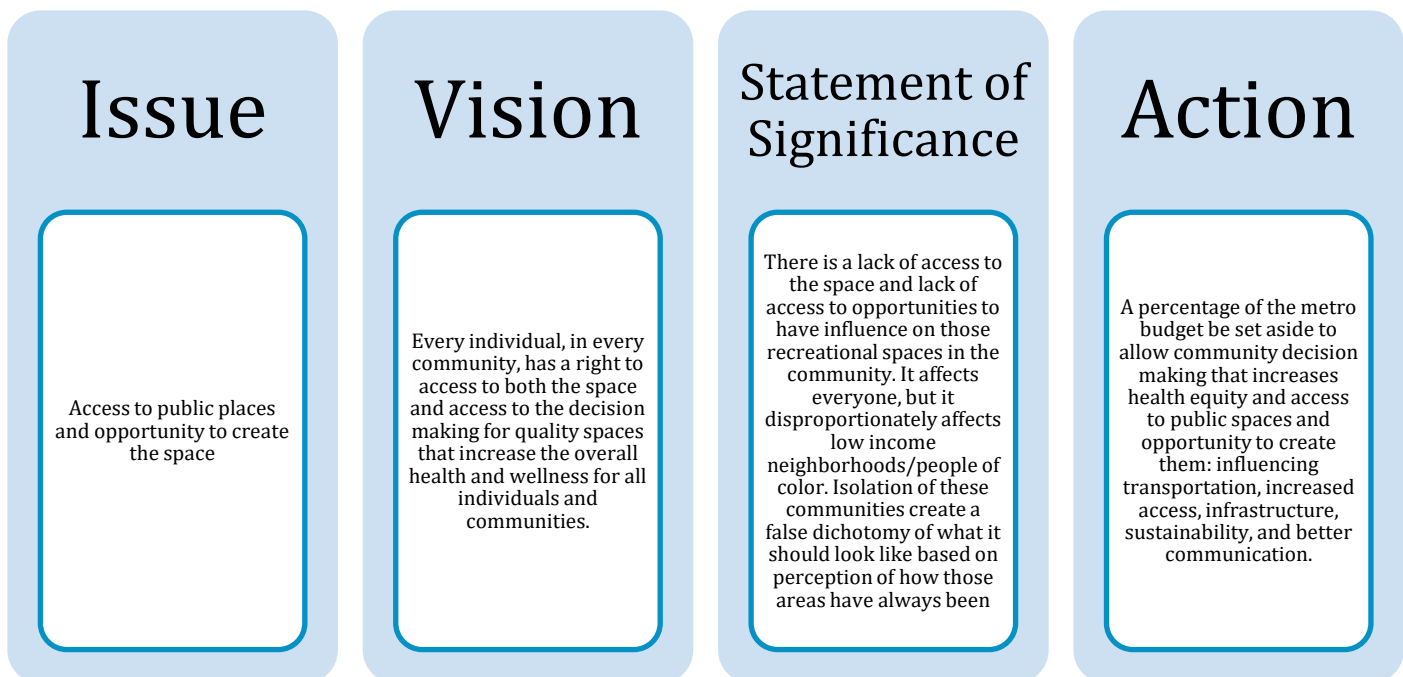 Issue
Access to public places
and opportunity to create
the space
Vision
Every individual, in every
community, has a right to
access to both the space
and access to the decision
making for quality spaces
that increase the overall
health and wellness for all
individuals and
communities.
Statement of
Significance
There is a lack of access to
the space and lack of
access to opportunities to
have influence on those
recreational spaces in the
community. It affects
everyone, but it
disproportionately affects
low income
neighborhoods/people of
color. Isolation of these
communities create a
false dichotomy of what it
should look like based on
perception of how those
areas have always been
Action
A percentage of the metro
budget be set aside to
allow community decision
making that increases
health equity and access
to public spaces and
opportunity to create
them: influencing
transportation, increased
access, infrastructure,
sustainability, and better
communication.